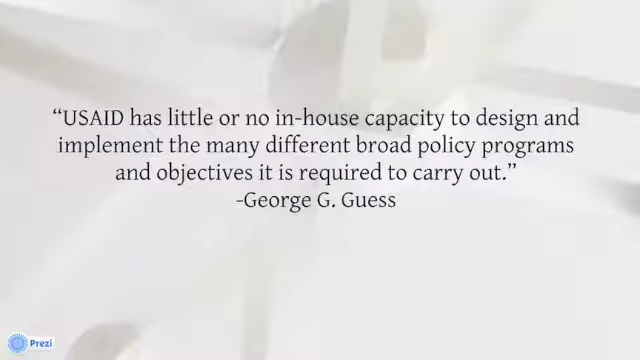 “USAID has little or no in-house capacity to design and
implement the many different broad policy programs
and objectives it is required to carry out.”
-George G. Guess
Prezi